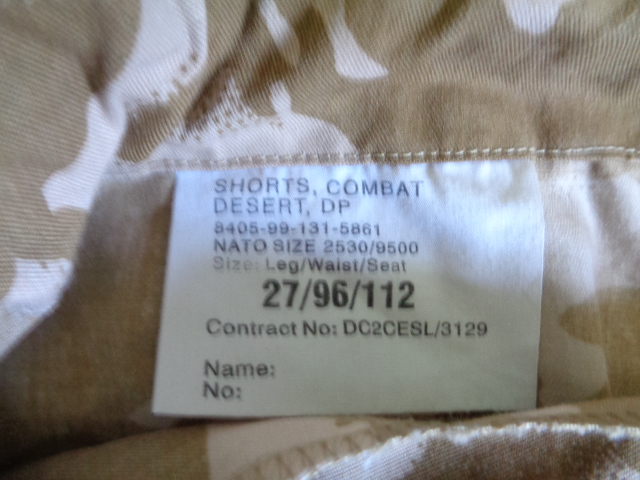 SHORTS, COMBAT
DESERT, DP
8405-99-131-5861
NATO SIZE 2530/9500
Size: Leg/Waist/Seat
27/96/112
Contract No: DC2CESL/3129
Name:
No: